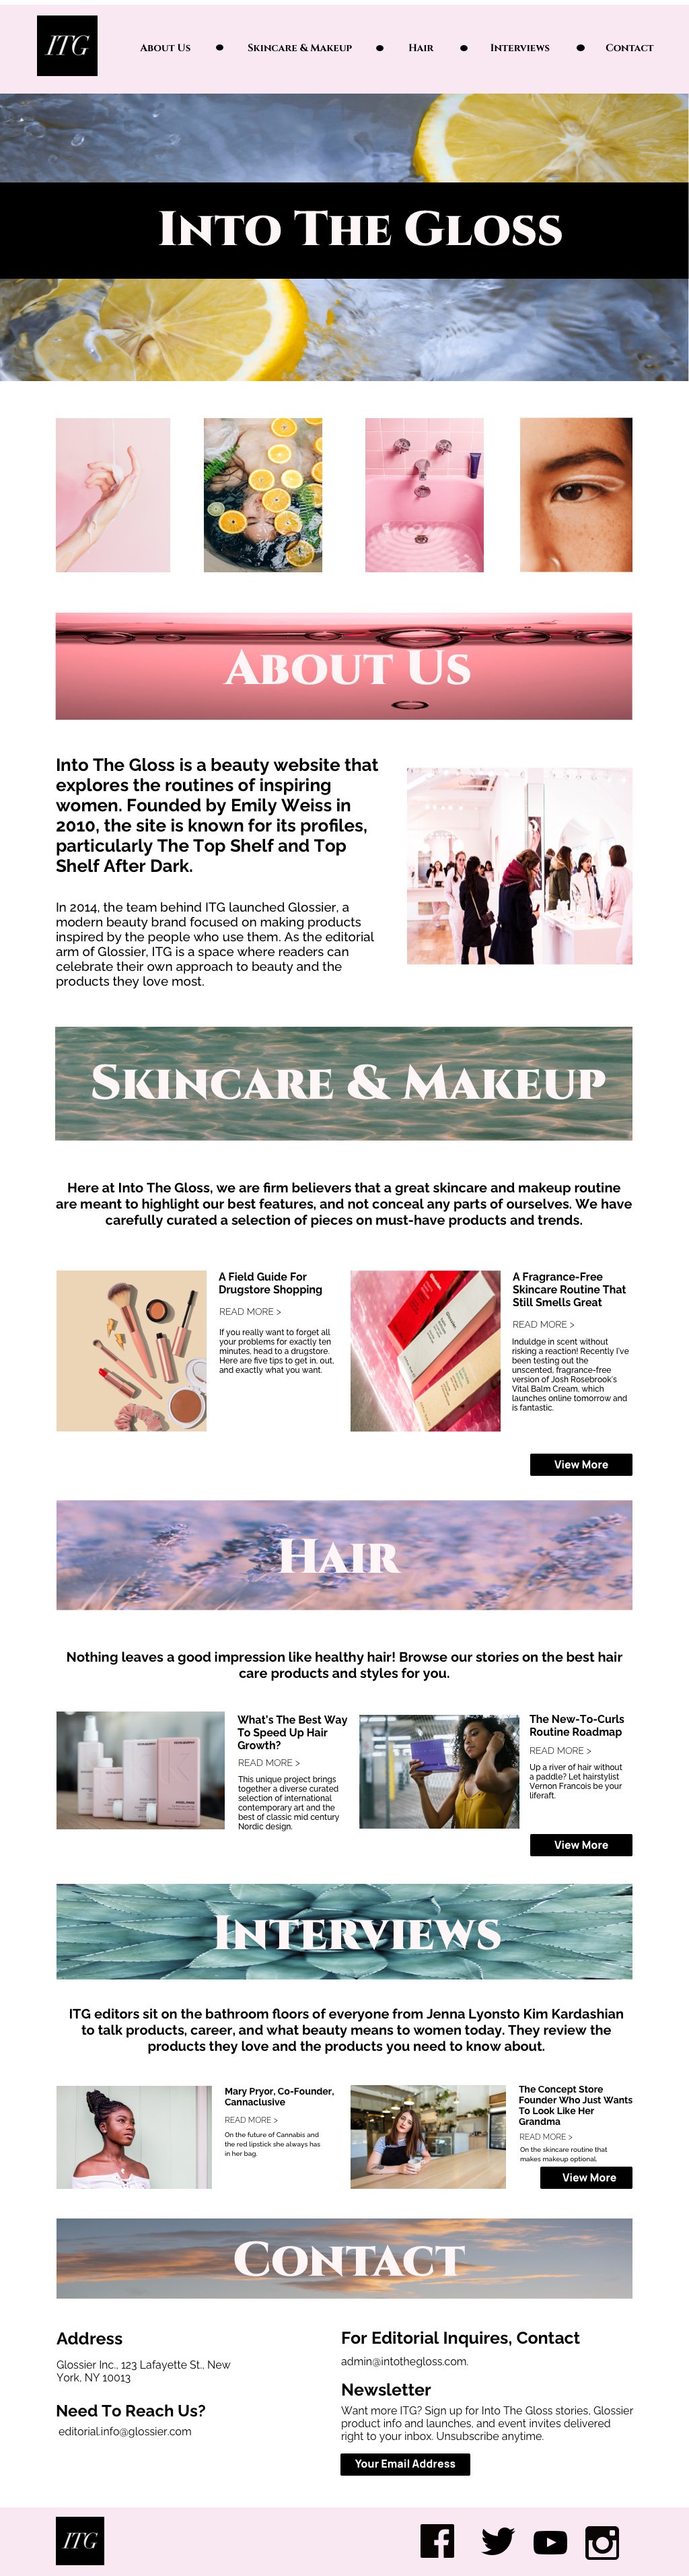 ITG
About Us
Skincare & Makeup
Hair
Interviews
Contact
Into The Gloss
About Us
Into The Gloss is a beauty website that
explores the routines of inspiring
women. Founded by Emily Weiss in
2010, the site is known for its profiles,
particularly The Top Shelf and Top
Shelf After Dark.
In 2014, the team behind ITG launched Glossier, a
modern beauty brand focused on making products
inspired by the people who use them. As the editorial
arm of Glossier, ITG is a space where readers can
celebrate their own approach to beauty and the
products they love most.
Skincare & Makeup
Here at Into The Gloss, we are firm believers that a great skincare and makeup routine
are meant to highlight our best features, and not conceal any parts of ourselves. We have
carefully curated a selection of pieces on must-have products and trends.
A Field Guide For
Drugstore Shopping
READ MORE >
If you really want to forget all
your problems for exactly ten
minutes, head to a drugstore.
Here are five tips to get in, out,
and exactly what you want.
A Fragrance-Free
Skincare Routine That
Still Smells Great
READ MORE >
Induldge in scent without
risking a reaction! Recently I've
been testing out the
unscented, fragrance-free
version of Josh Rosebrook's
Vital Balm Cream, which
launches online tomorrow and
is fantastic.
View More
Hair
Nothing leaves a good impression like healthy hair! Browse our stories on the best hair
care products and styles for you.
What's The Best Way
To Speed Up Hair
Growth?
READ MORE >
This unique project brings
together a diverse curated
selection of international
contemporary art and the
best of classic mid century
Nordic design.
The New-To-Curls
Routine Roadmap
READ MORE >
Up a river of hair without
a paddle? Let hairstylist
Vernon Francois be your
liferaft.
View More
Interviews
ITG editors sit on the bathroom floors of everyone from Jenna Lyonsto Kim Kardashian
to talk products, career, and what beauty means to women today. They review the
products they love and the products you need to know about.
Mary Pryor, Co-Founder,
Cannaclusive
READ MORE >
On the future of Cannabis and
the red lipstick she always has
in her bag.
The Concept Store
Founder Who Just Wants
To Look Like Her
Grandma
READ MORE >
On the skincare routine that
makes makeup optional.
View More
Contact
Address
Glossier Inc., 123 Lafayette St., New
York, NY 10013
Need To Reach Us?
editorial.info@glossier.com
For Editorial Inquires, Contact
admin@intothegloss.com.
Newsletter
Want more ITG? Sign up for Into The Gloss stories, Glossier
product info and launches, and event invites delivered
right to your inbox. Unsubscribe anytime.
Your Email Address
ITG